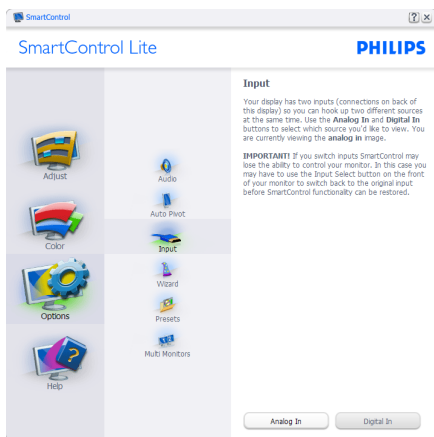 SmartControl
? ×
SmartControl Lite
PHILIPS
Adjust
Color
Options
Help
Audio
Auto Pivot
Input
Wizard
Presets
Multi Monitors
Input
Your display has two inputs (connections on back of
this display) so you can hook up two different sources
at the same time. Use the Analog In and Digital In
buttons to select which source you'd like to view. You
are currently viewing the analog in image.
IMPORTANT! If you switch inputs SmartControl may
lose the ability to control your monitor. In this case you
may have to use the Input Select button on the front
of your monitor to switch back to the original input
before SmartControl functionality can be restored.
Analog In
Digital In